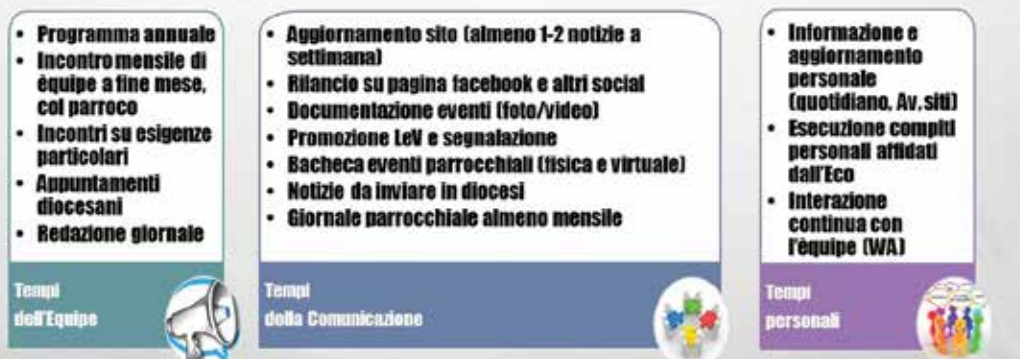 • Programma annuale
• Incontro mensile di
èquipe a fine mese,
col parroco
• Incontri su esigenze
particolari
• Appuntamenti
diocesani
• Redazione giornale
Tempi
dell'Equipe
• Aggiornamento sito (almeno 1-2 notizie a
settimana)
• Rilancio su pagina facebook e altri social
• Documentazione eventi (foto/video)
• Promozione LeV e segnalazione
• Bacheca eventi parrocchiali (fisica e virtuale)
• Notizie da inviare in diocesi
• Giornale parrocchiale almeno mensile
Tempi
della Comunicazione
• Informazione e
aggiornamento
personale
(quotidiano, Av, siti)
• Esecuzione compiti
personali affidati
dall'Eco
• Interazione
continua con
l'èquipe (WA)
Tempi
personali